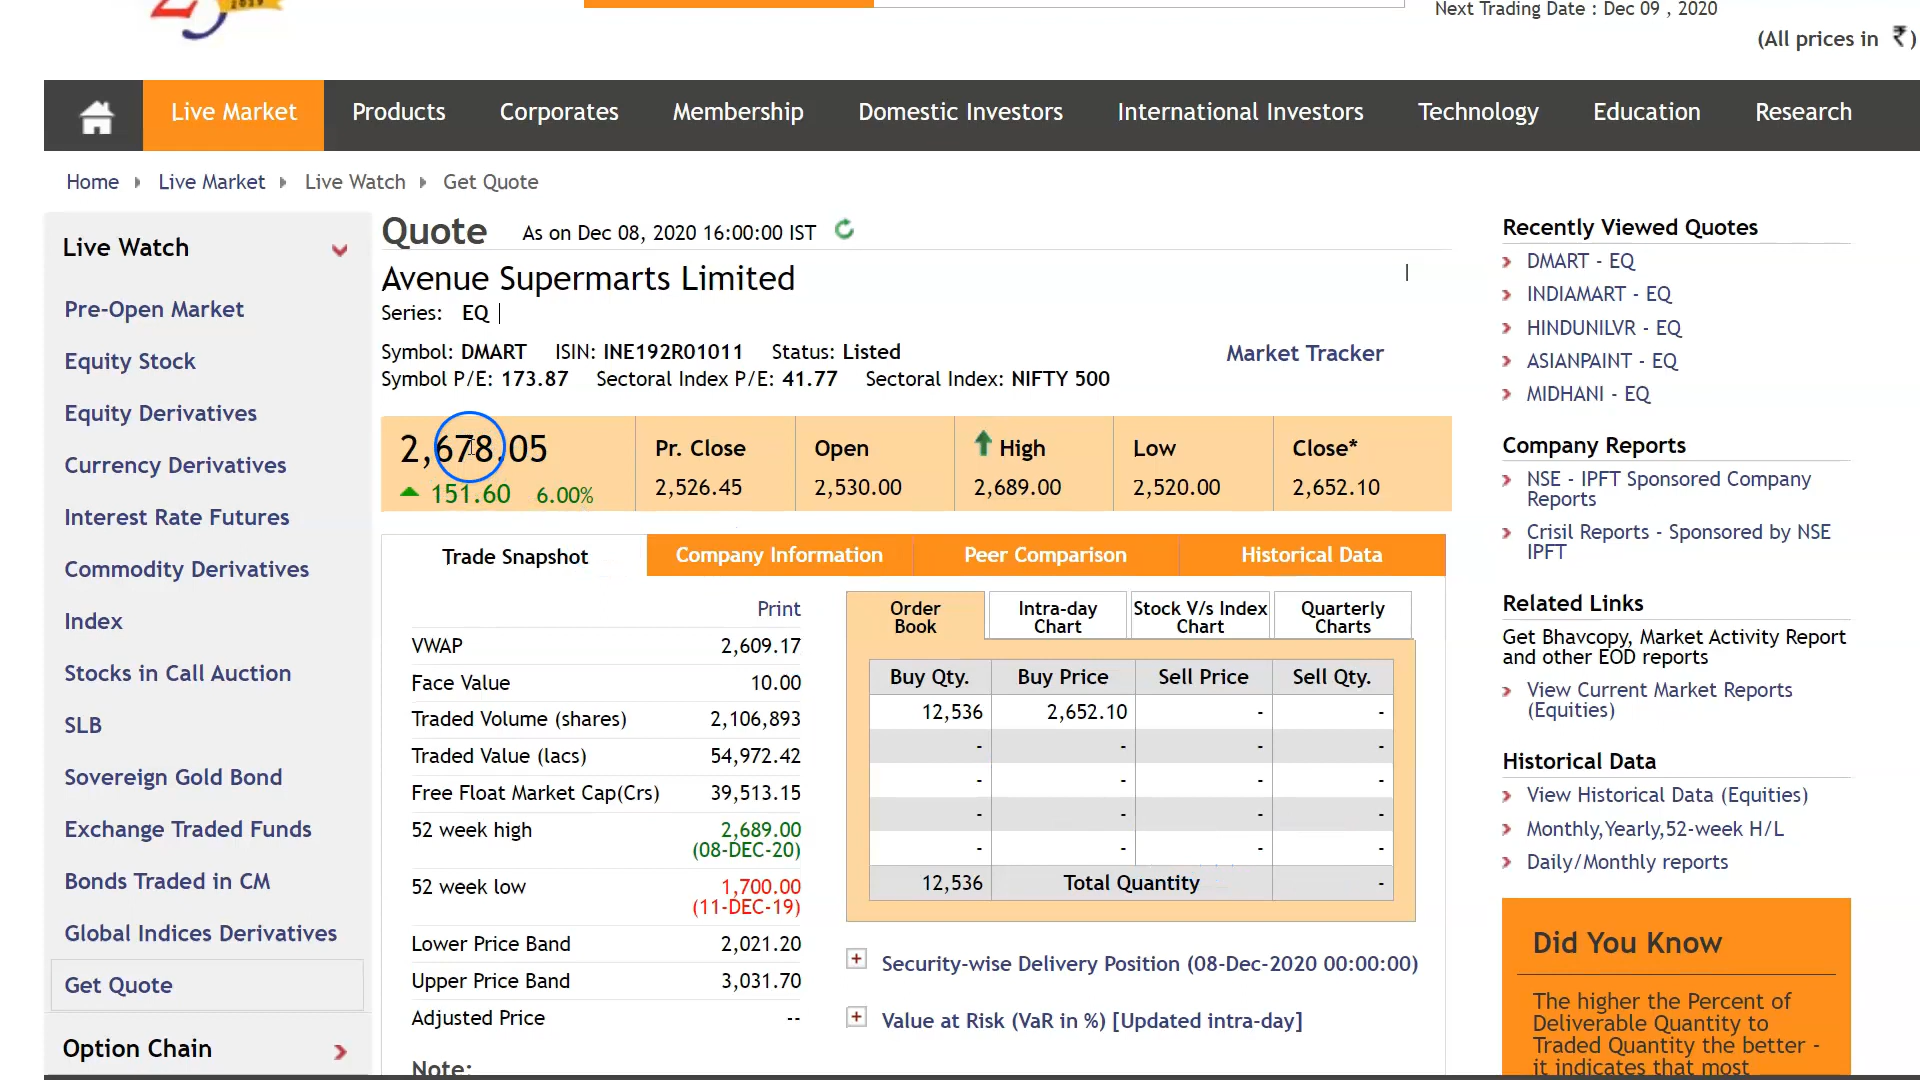 2019
Next Trading Date : Dec 09 , 2020
(All prices in ₹)
Live Market
Products
Corporates
Membership
Domestic Investors
International Investors
Technology
Education
Research
Home
Live Market
Live Watch
Get Quote
Live Watch
Pre-Open Market
Equity Stock
Equity Derivatives
Currency Derivatives
Interest Rate Futures
Commodity Derivatives
Index
Stocks in Call Auction
SLB
Sovereign Gold Bond
Exchange Traded Funds
Bonds Traded in CM
Global Indices Derivatives
Get Quote
Option Chain
Quote As on Dec 08, 2020 16:00:00 IST
Avenue Supermarts Limited
|
Series: EQ |
Symbol: DMART ISIN: INE192R01011 Status: Listed
Market Tracker
Symbol P/E: 173.87 Sectoral Index P/E: 41.77 Sectoral Index: NIFTY 500
2,678.05
151.60 6.00%
Pr. Close
2,526.45
Open
2,530.00
High
2,689.00
Low
2,520.00
Close*
2,652.10
Trade Snapshot
Company Information
Peer Comparison
Historical Data
Print
VWAP 2,609.17
Face Value 10.00
Traded Volume (shares) 2,106,893
Traded Value (lacs) 54,972.42
Free Float Market Cap(Crs) 39,513.15
52 week high 2,689.00
(08-DEC-20)
52 week low 1,700.00
(11-DEC-19)
Lower Price Band 2,021.20
Upper Price Band 3,031.70
Adjusted Price --
Note:
Order
Book
Intra-day
Chart
Stock V/s Index
Chart
Quarterly
Charts
Buy Qty. Buy Price Sell Price Sell Qty.
12,536 2,652.10 - -
- - - -
- - - -
- - - -
- - - -
12,536 Total Quantity -
Security-wise Delivery Position (08-Dec-2020 00:00:00)
Value at Risk (VaR in %) [Updated intra-day]
Recently Viewed Quotes
DMART - EQ
INDIAMART - EQ
HINDUNILVR - EQ
ASIANPAINT - EQ
MIDHANI - EQ
Company Reports
NSE - IPFT Sponsored Company
Reports
Crisil Reports - Sponsored by NSE
IPFT
Related Links
Get Bhavcopy, Market Activity Report
and other EOD reports
View Current Market Reports
(Equities)
Historical Data
View Historical Data (Equities)
Monthly,Yearly,52-week H/L
Daily/Monthly reports
Did You Know
The higher the Percent of
Deliverable Quantity to
Traded Quantity the better -
it indicates that most